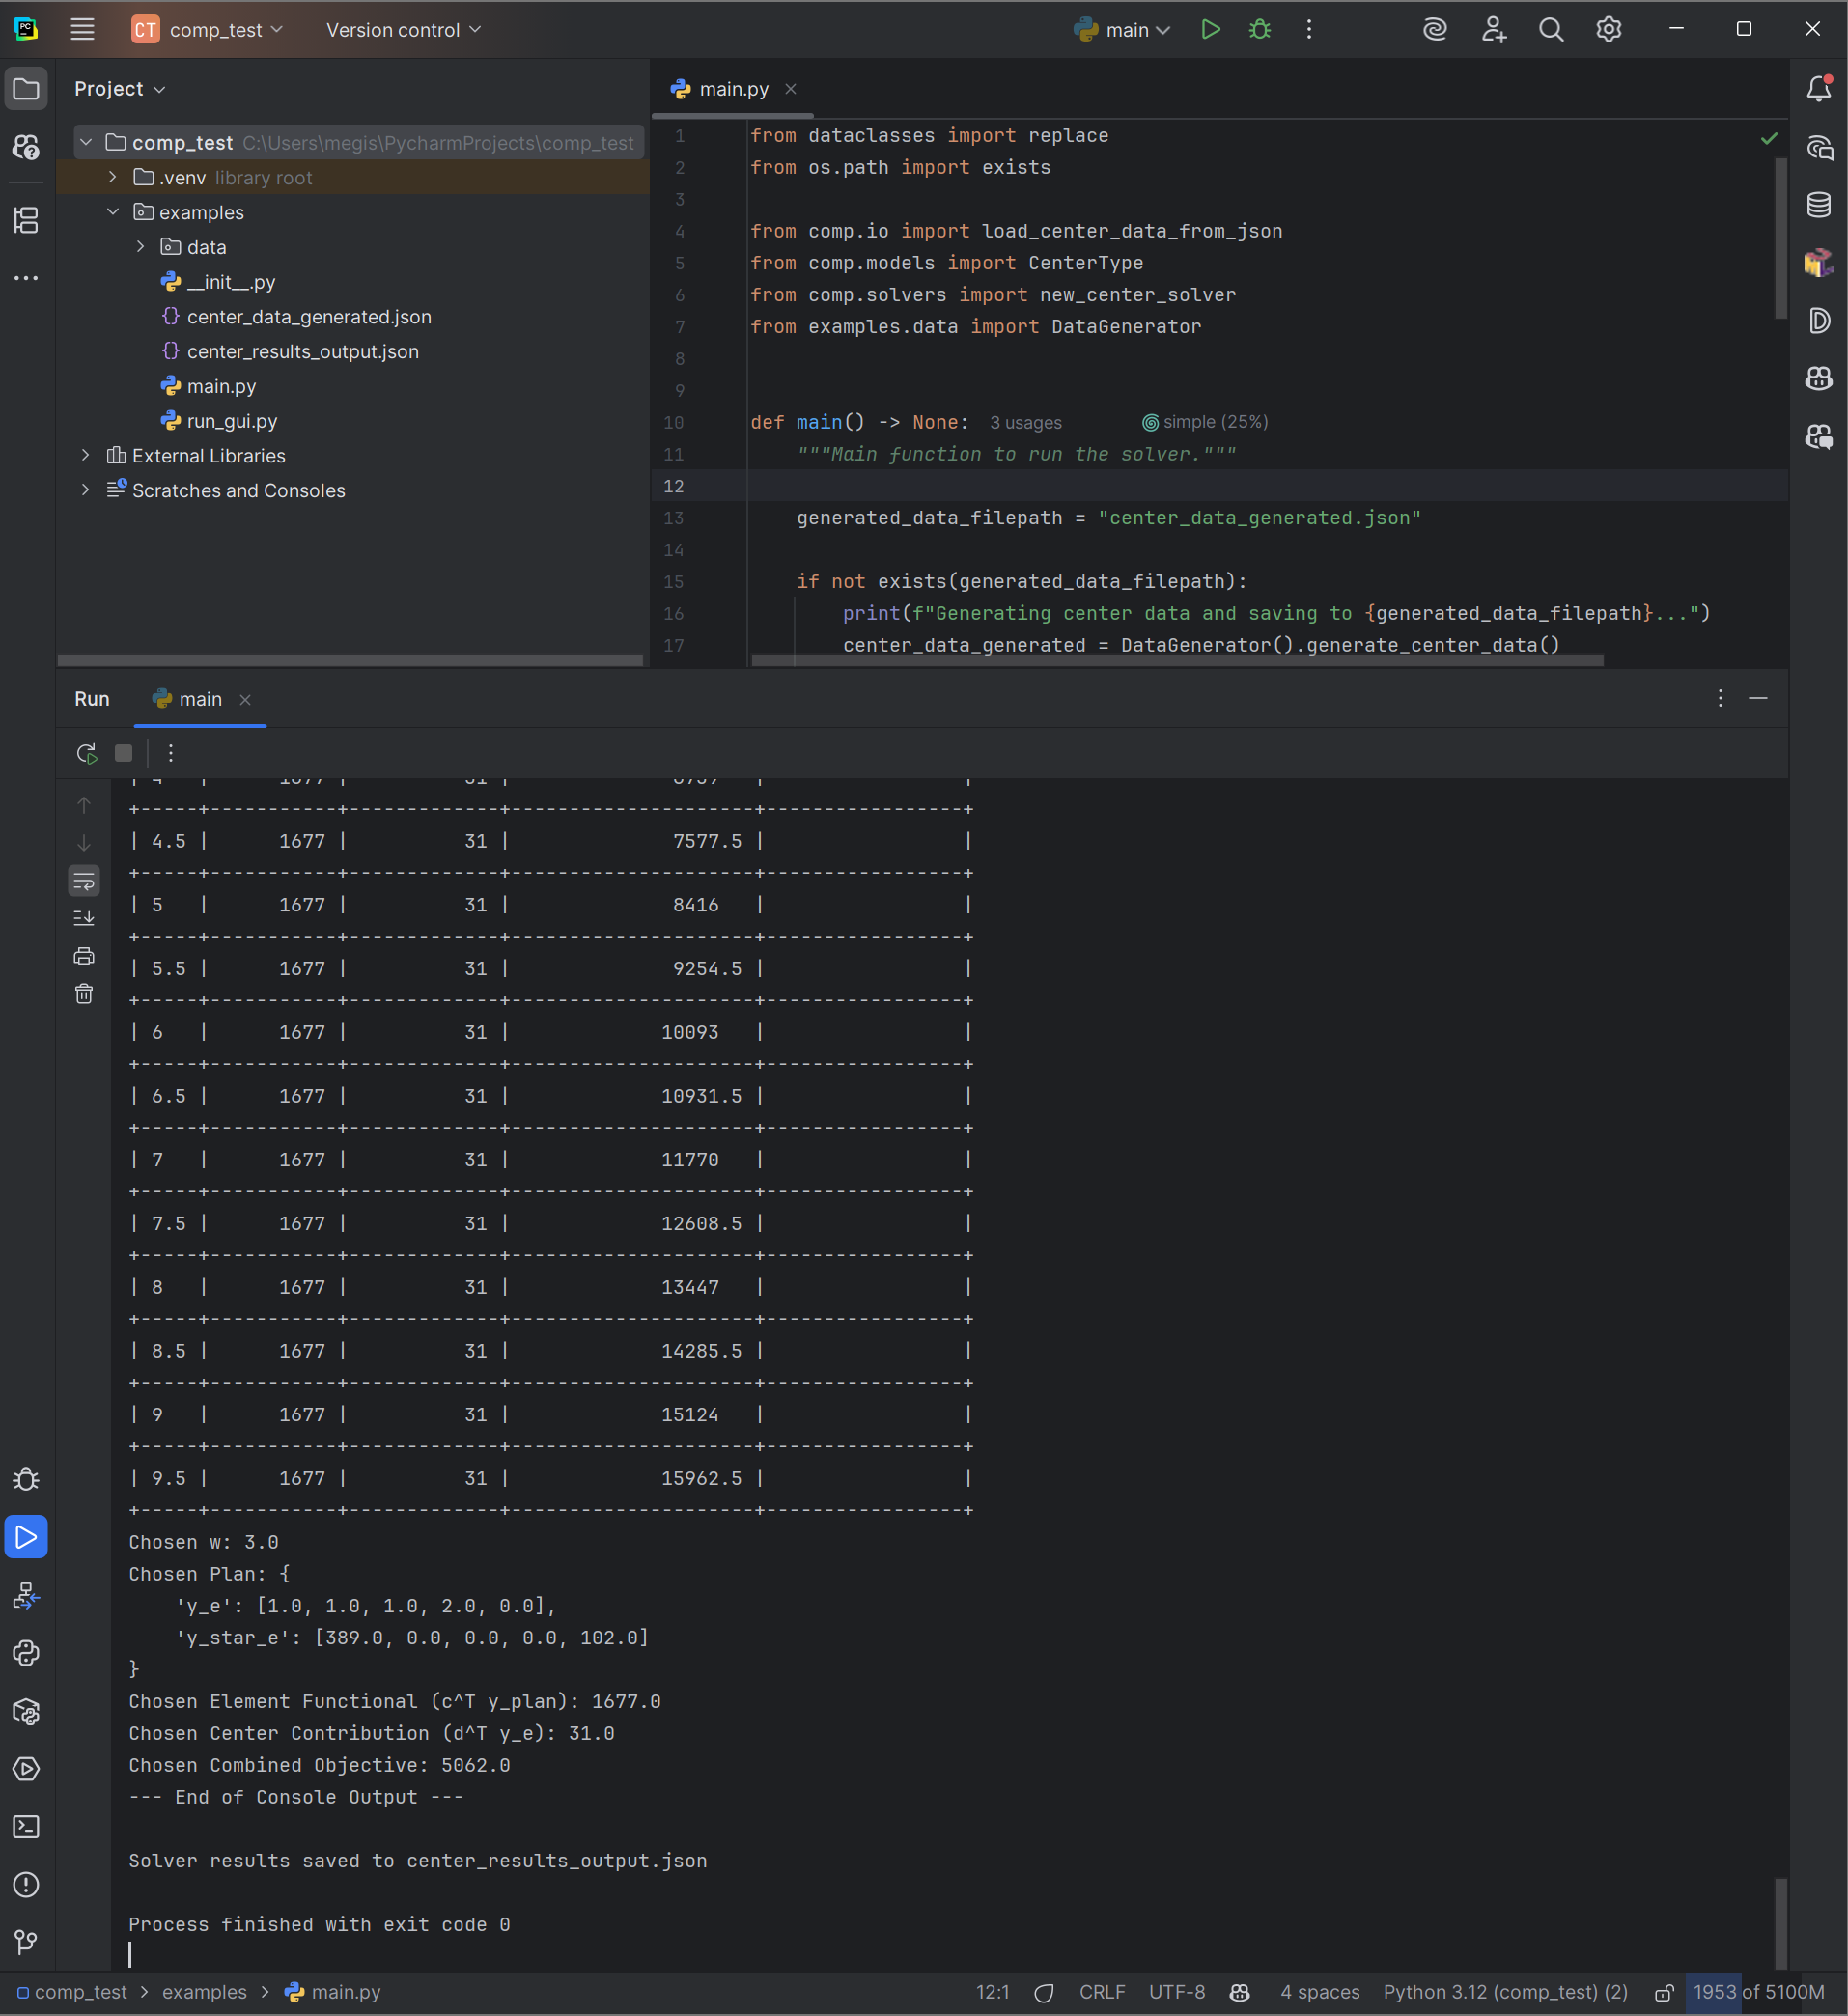 CT comp_test Version control main
Project
comp_test C:\Users\megis\PycharmProjects\comp_test
.venv library root
examples
data
__init__.py
center_data_generated.json
center_results_output.json
main.py
run_gui.py
External Libraries
Scratches and Consoles
main.py
1 from dataclasses import replace
2 from os.path import exists
3
4 from comp.io import load_center_data_from_json
5 from comp.models import CenterType
6 from comp.solvers import new_center_solver
7 from examples.data import DataGenerator
8
9
10 def main() -> None: 3 usages simple (25%)
11 """Main function to run the solver."""
12
13 generated_data_filepath = "center_data_generated.json"
14
15 if not exists(generated_data_filepath):
16 print(f"Generating center data and saving to {generated_data_filepath}...")
17 center_data_generated = DataGenerator().generate_center_data()
Run main
| 4 | 1677 | 31 | 6739 | |
+-----+-----------+-------------+---------------------+-----------------+
| 4.5 | 1677 | 31 | 7577.5 | |
+-----+-----------+-------------+---------------------+-----------------+
| 5 | 1677 | 31 | 8416 | |
+-----+-----------+-------------+---------------------+-----------------+
| 5.5 | 1677 | 31 | 9254.5 | |
+-----+-----------+-------------+---------------------+-----------------+
| 6 | 1677 | 31 | 10093 | |
+-----+-----------+-------------+---------------------+-----------------+
| 6.5 | 1677 | 31 | 10931.5 | |
+-----+-----------+-------------+---------------------+-----------------+
| 7 | 1677 | 31 | 11770 | |
+-----+-----------+-------------+---------------------+-----------------+
| 7.5 | 1677 | 31 | 12608.5 | |
+-----+-----------+-------------+---------------------+-----------------+
| 8 | 1677 | 31 | 13447 | |
+-----+-----------+-------------+---------------------+-----------------+
| 8.5 | 1677 | 31 | 14285.5 | |
+-----+-----------+-------------+---------------------+-----------------+
| 9 | 1677 | 31 | 15124 | |
+-----+-----------+-------------+---------------------+-----------------+
| 9.5 | 1677 | 31 | 15962.5 | |
+-----+-----------+-------------+---------------------+-----------------+
Chosen w: 3.0
Chosen Plan: {
'y_e': [1.0, 1.0, 1.0, 2.0, 0.0],
'y_star_e': [389.0, 0.0, 0.0, 0.0, 102.0]
}
Chosen Element Functional (c^T y_plan): 1677.0
Chosen Center Contribution (d^T y_e): 31.0
Chosen Combined Objective: 5062.0
--- End of Console Output ---
Solver results saved to center_results_output.json
Process finished with exit code 0
comp_test > examples > main.py 12:1 CRLF UTF-8 4 spaces Python 3.12 (comp_test) (2) 1953 of 5100M